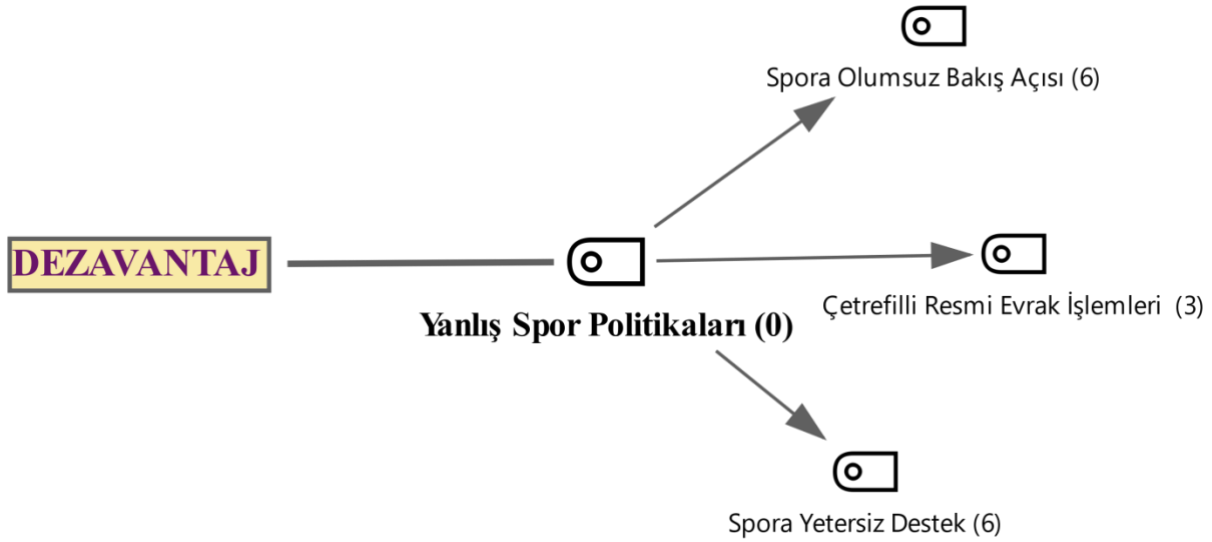 Spora Olumsuz Bakış Açısı (6)
DEZAVANTAJ
Çetrefilli Resmi Evrak İşlemleri (3)
Yanlış Spor Politikaları (0)
Spora Yetersiz Destek (6)